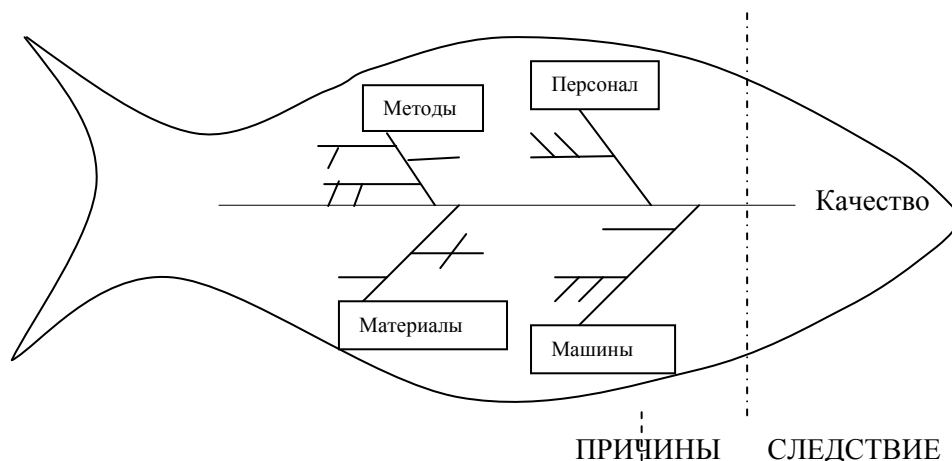 Персонал
Методы
Качество
Материалы
Машины
ПРИЧИНЫ СЛЕДСТВИЕ